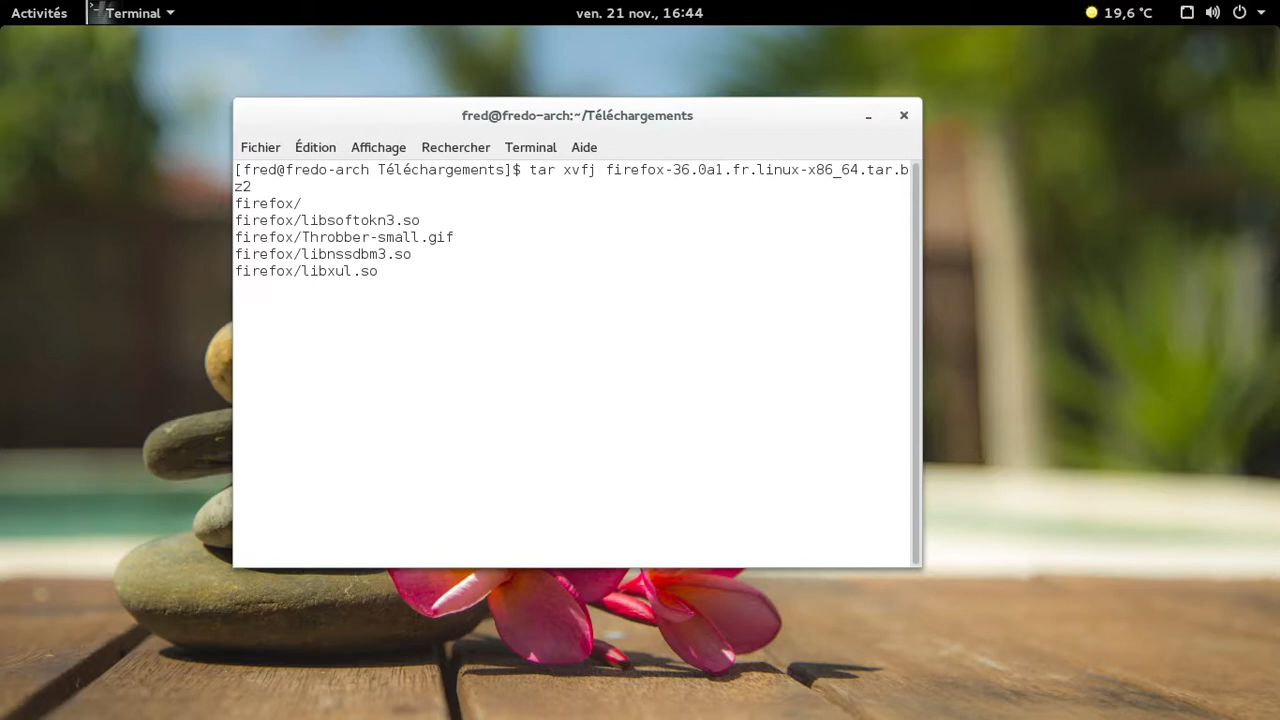 Activités
Terminal
ven. 21 nov., 16:44
19,6 °C
fred@fredo-arch:~/Téléchargements
Fichier Édition Affichage Rechercher Terminal Aide
[fred@fredo-arch Téléchargements]$ tar xvfj firefox-36.0a1.fr.linux-x86_64.tar.b
z2
firefox/
firefox/libsoftokn3.so
firefox/Throbber-small.gif
firefox/libnssdbm3.so
firefox/libxul.so